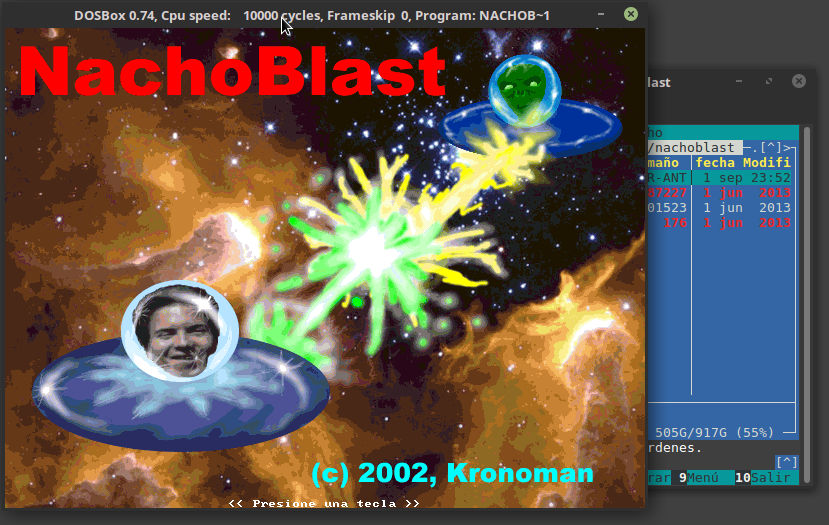 DOSBox 0.74, Cpu speed: 10000 cycles, Frameskip 0, Program: NACHOB~1
NachoBlast
(c) 2002, Kronoman
<< Presione una tecla >>
last
ho
/nachoblast .[^]>
maño fecha Modifi
R-ANT 1 sep 23:52
87227 1 jun 2013
01523 1 jun 2013
176 1 jun 2013
505G/917G (55%)
rdenes.
[^]
rar 9Menú 10Salir